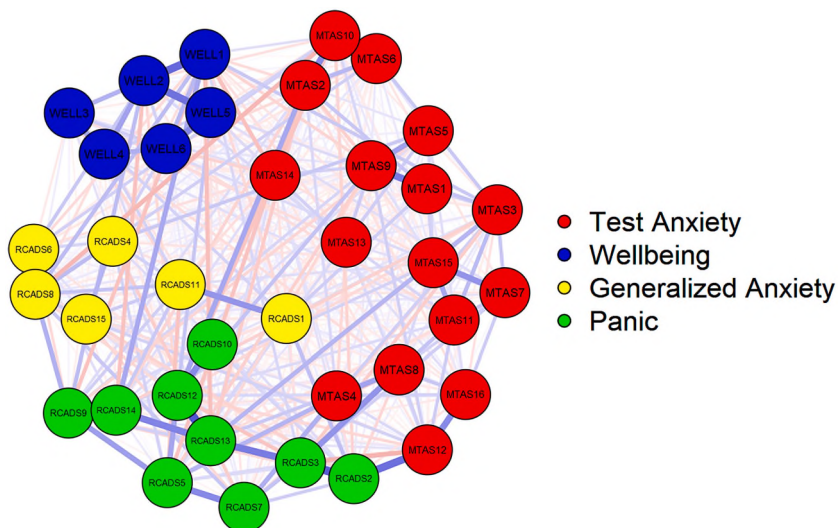 MTAS10
WELL1
MTAS6
WELL2
MTAS2
WELL3
WELL5
MTAS5
WELL4
WELL6
MTAS9
MTAS14
MTAS1
MTAS3
RCADS6
RCADS4
MTAS13
Test Anxiety
MTAS15
Wellbeing
RCADS8
RCADS11
MTAS7
Generalized Anxiety
RCADS15
RCADS1
MTAS11
Panic
RCADS10
MTAS8
RCADS12
MTAS4
MTAS16
RCADS9
RCADS14
RCADS13
MTAS12
RCADS5
RCADS3
RCADS2
RCADS7